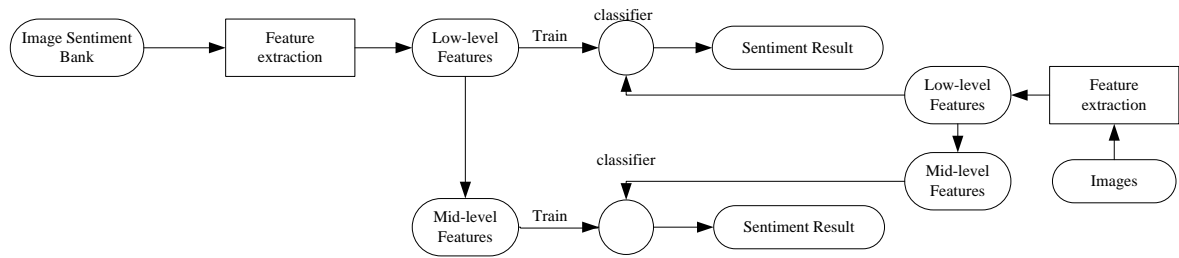 classifier
Image Sentiment
Bank
Feature
extraction
Low-level
Features
Train
Sentiment Result
Low-level
Features
Feature
extraction
classifier
Mid-level
Features
Images
Mid-level
Features
Train
Sentiment Result